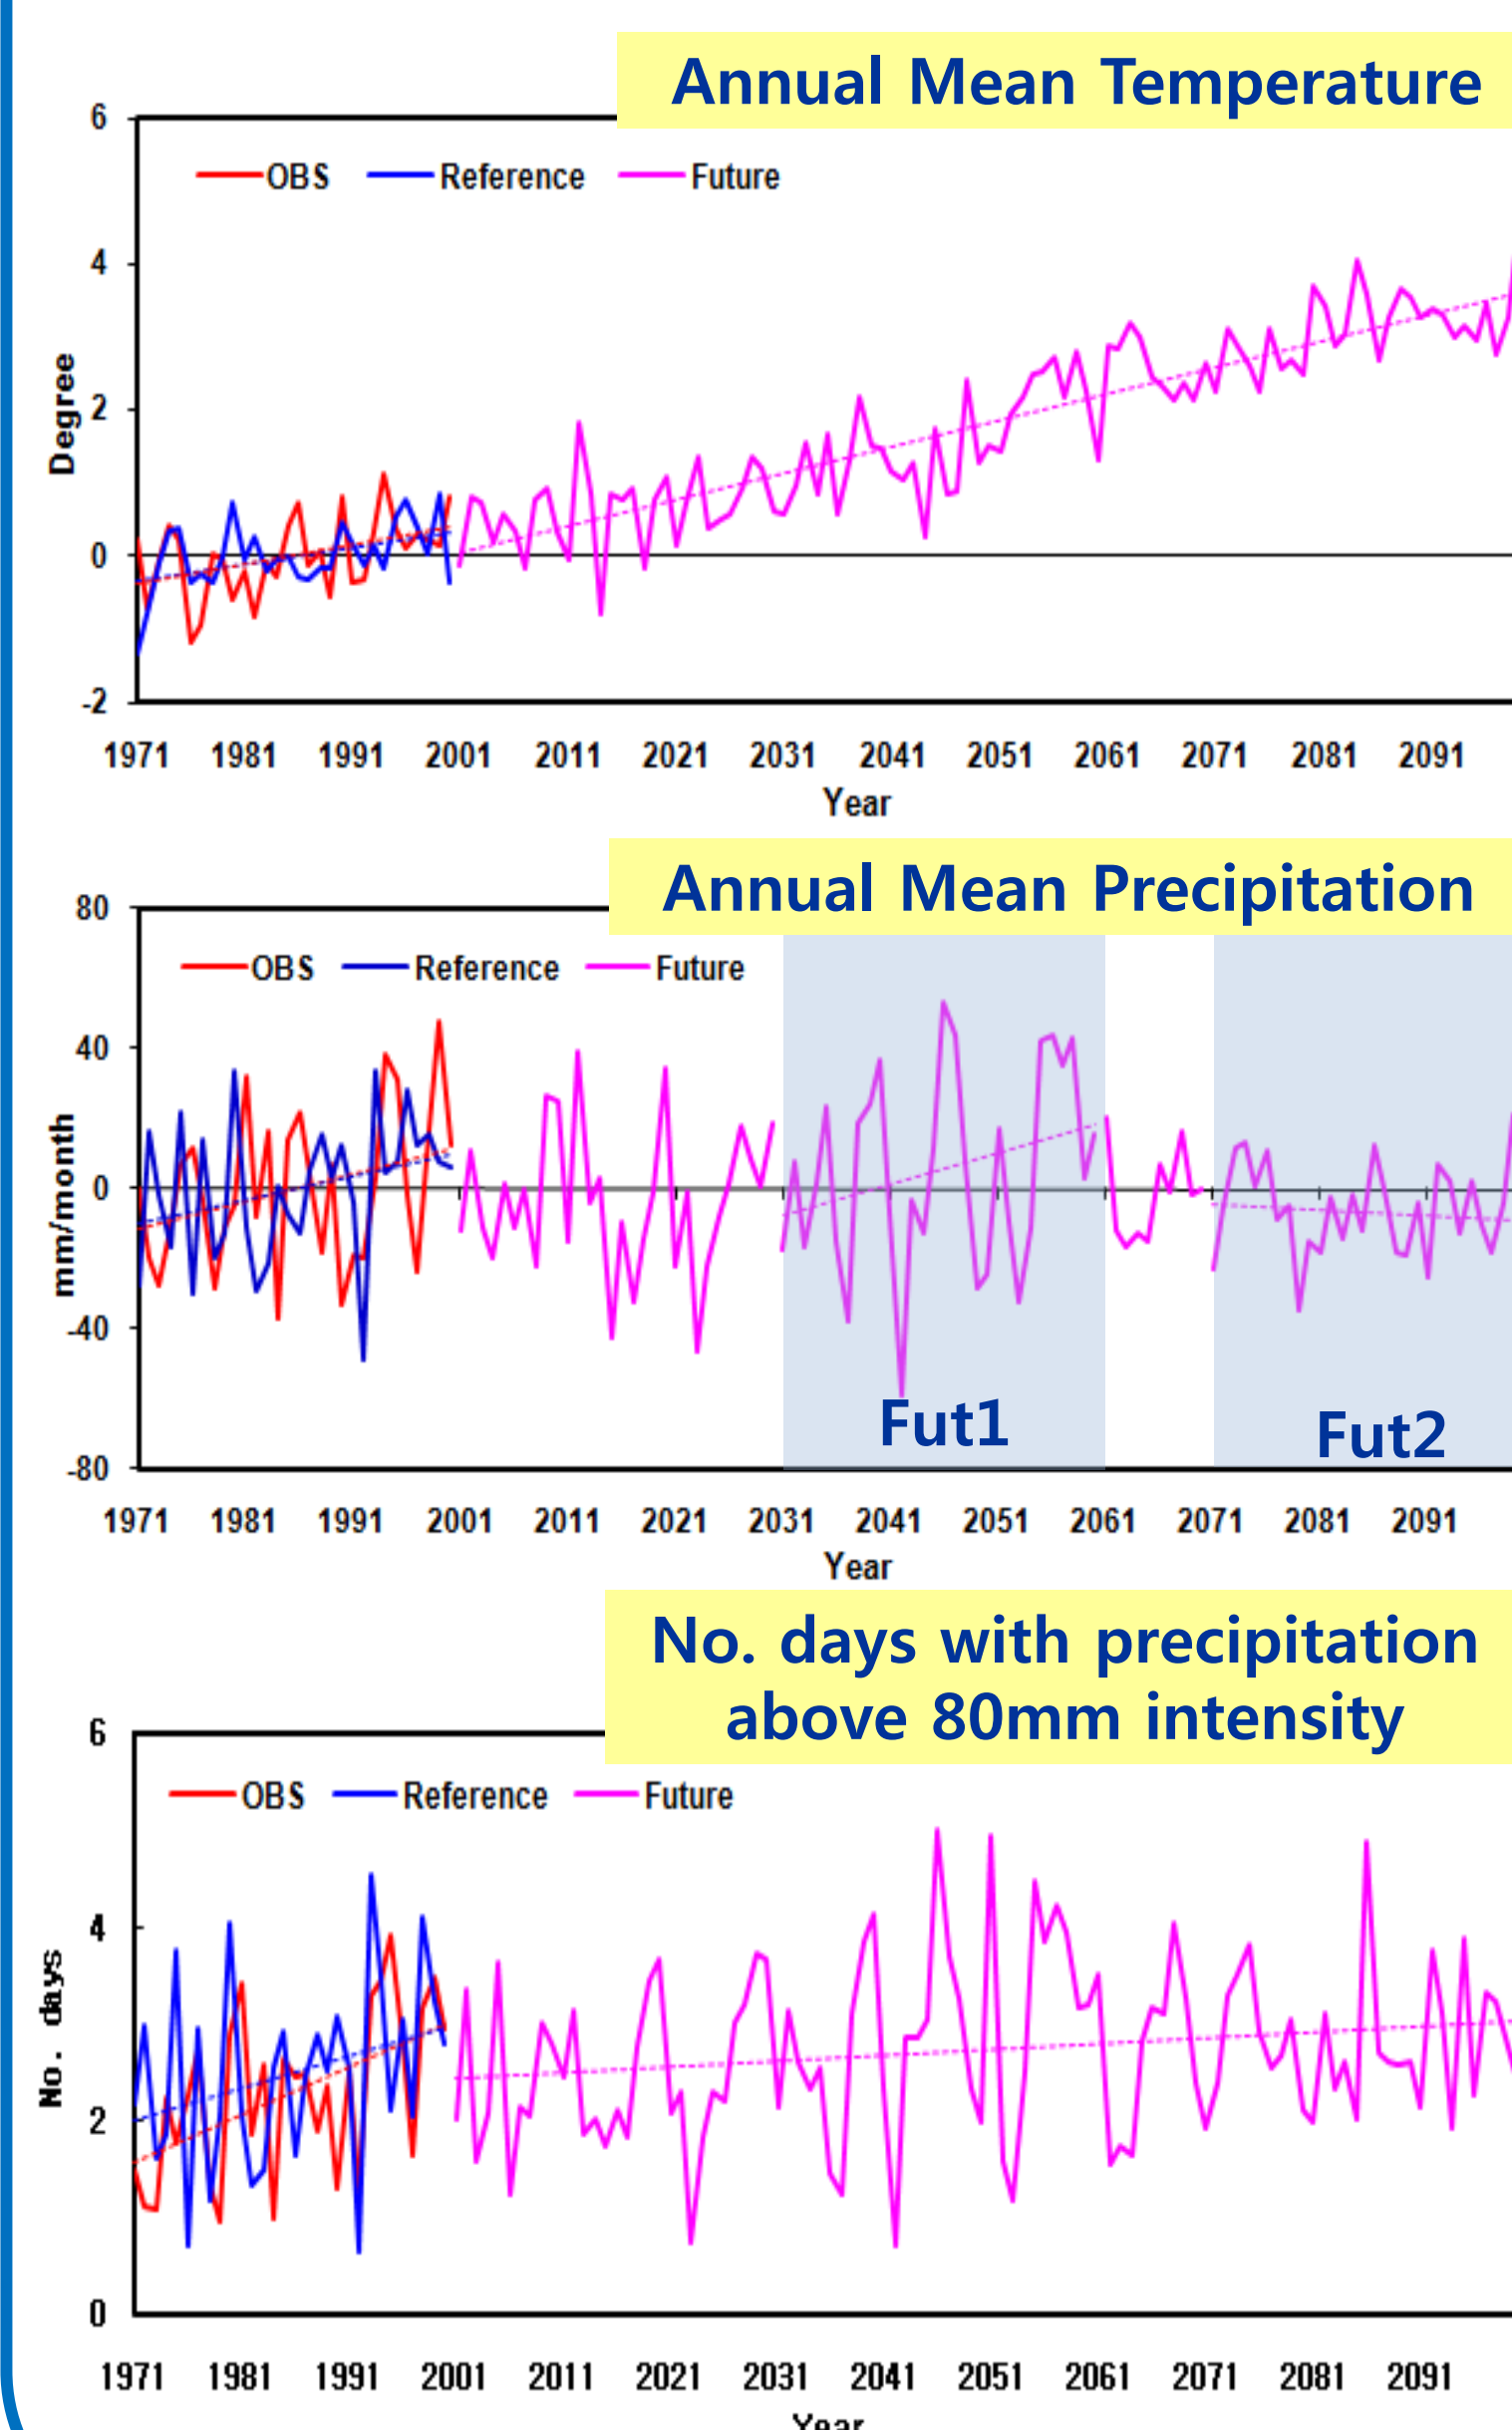 Annual Mean Temperature
6
OBS Reference Future
4
Degree
2
0
-2
1971 1981 1991 2001 2011 2021 2031 2041 2051 2061 2071 2081 2091
Year
Annual Mean Precipitation
80
OBS Reference Future
40
mm/month
0
-40
Fut1 Fut2
-80
1971 1981 1991 2001 2011 2021 2031 2041 2051 2061 2071 2081 2091
Year
No. days with precipitation
above 80mm intensity
6
OBS Reference Future
4
No. days
2
0
1971 1981 1991 2001 2011 2021 2031 2041 2051 2061 2071 2081 2091
Year